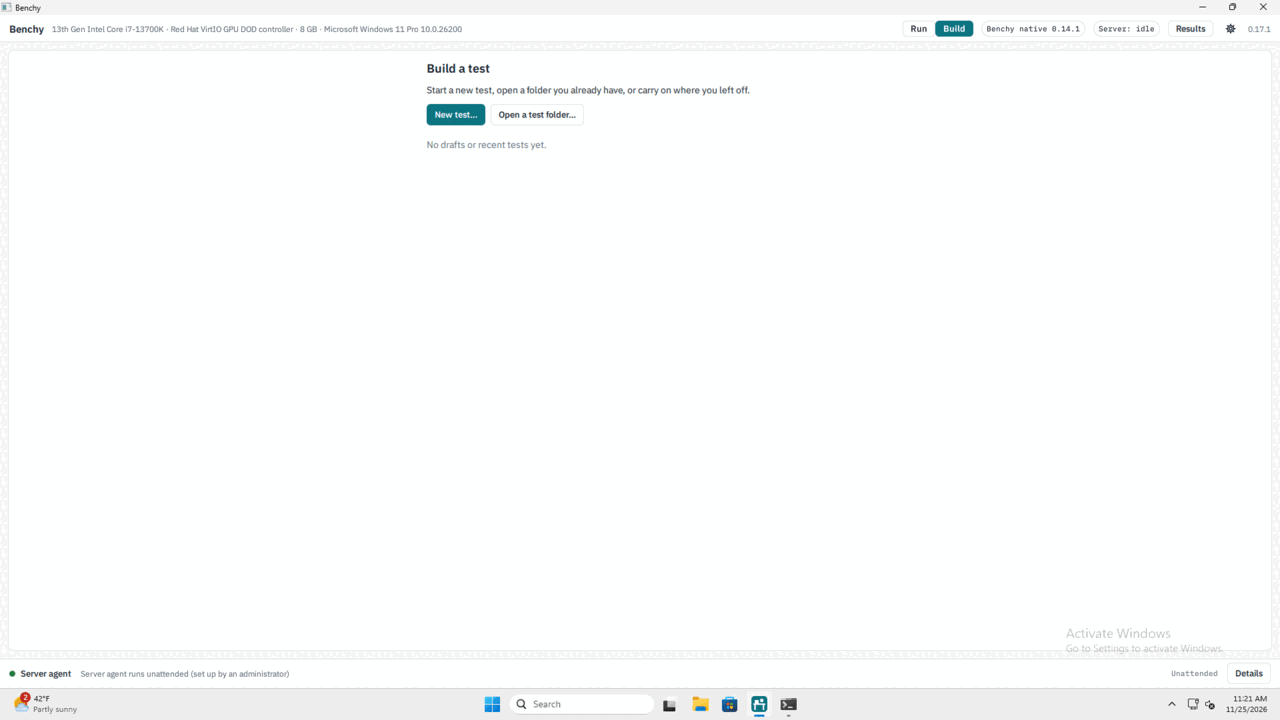 Benchy
Benchy 13th Gen Intel Core i7-13700K · Red Hat VirtIO GPU DOD controller · 8 GB · Microsoft Windows 11 Pro 10.0.26200 Run Build Benchy native 0.14.1 Server: idle Results 0.17.1
Build a test
Start a new test, open a folder you already have, or carry on where you left off.
New test... Open a test folder...
No drafts or recent tests yet.
Activate Windows
Go to Settings to activate Windows.
Server agent Server agent runs unattended (set up by an administrator) Unattended Details
2 42°F Search 11:21 AM
Partly sunny 11/25/2026